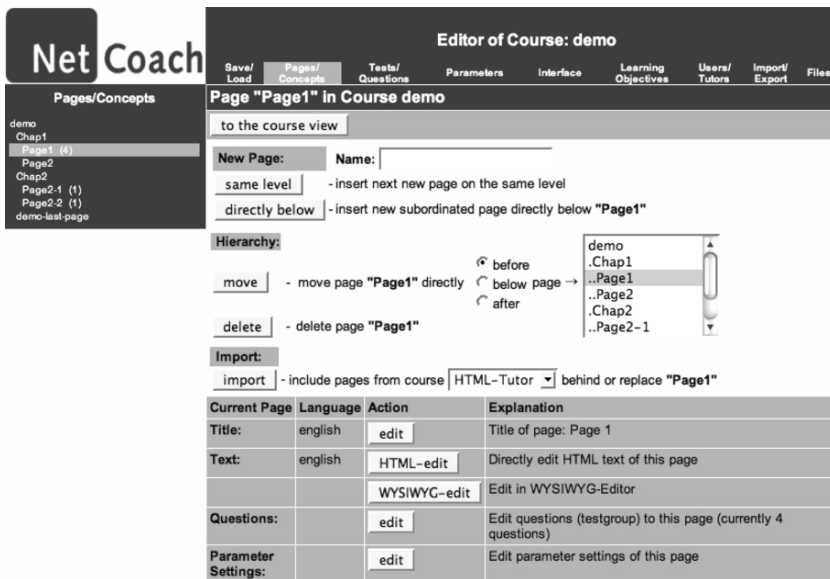 Net Coach
Editor of Course: demo
Save/ Load
Pages/ Concepts
Tests/ Questions
Parameters
Interface
Learning Objectives
Users/ Tutors
Import/ Export
Files
Pages/Concepts
demo
Chap1
Page1 (4)
Page2
Chap2
Page2-1 (1)
Page2-2 (1)
demo-last-page
Page "Page1" in Course demo
to the course view
New Page: Name:
same level - insert next new page on the same level
directly below - insert new subordinated page directly below "Page1"
Hierarchy:
move - move page "Page1" directly
before
below page →
after
demo
.Chap1
..Page1
..Page2
.Chap2
..Page2-1
delete - delete page "Page1"
Import:
import - include pages from course HTML-Tutor behind or replace "Page1"
Current Page Language Action Explanation
Title: english edit Title of page: Page 1
Text: english HTML-edit Directly edit HTML text of this page
WYSIWYG-edit Edit in WYSIWYG-Editor
Questions: edit Edit questions (testgroup) to this page (currently 4
questions)
Parameter
Settings: edit Edit parameter settings of this page